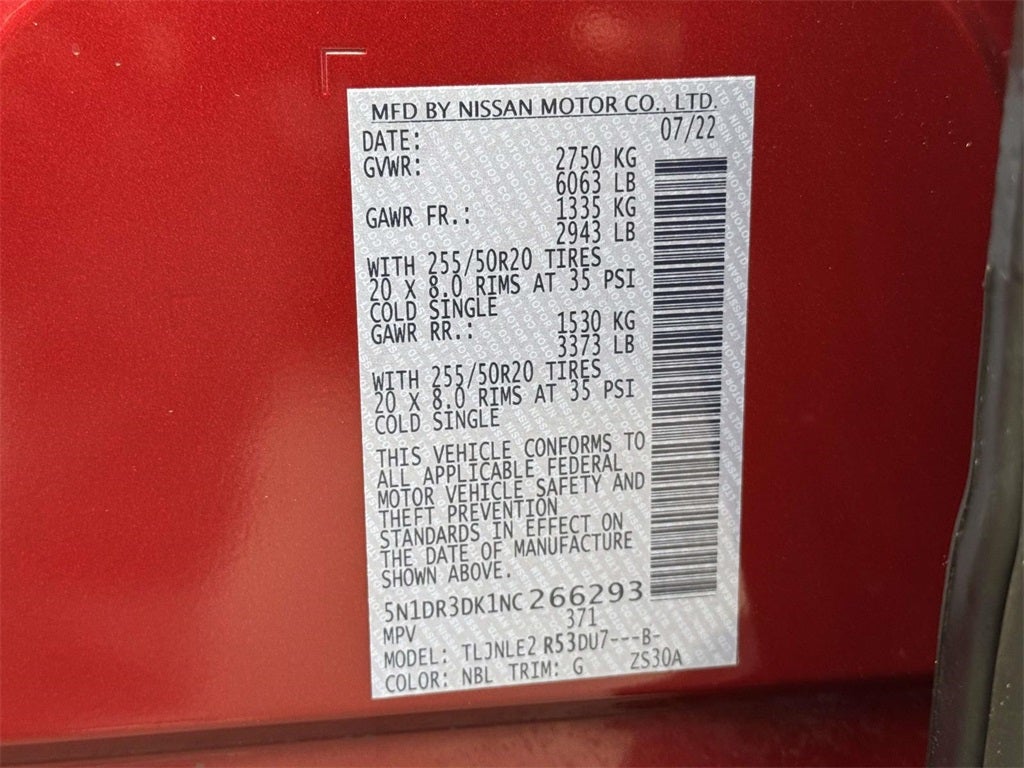 MFD BY NISSAN MOTOR CO., LTD.
DATE: 07/22
GVWR: 2750 KG
6063 LB
GAWR FR.: 1335 KG
2943 LB
WITH 255/50R20 TIRES
20 X 8.0 RIMS AT 35 PSI
COLD SINGLE
GAWR RR.: 1530 KG
3373 LB
WITH 255/50R20 TIRES
20 X 8.0 RIMS AT 35 PSI
COLD SINGLE
THIS VEHICLE CONFORMS TO
ALL APPLICABLE FEDERAL
MOTOR VEHICLE SAFETY AND
THEFT PREVENTION
STANDARDS IN EFFECT ON
THE DATE OF MANUFACTURE
SHOWN ABOVE.
5N1DR3DK1NC266293
MPV 371
MODEL: TLJNLE2 R53DU7---B-
COLOR: NBL TRIM: G ZS30A